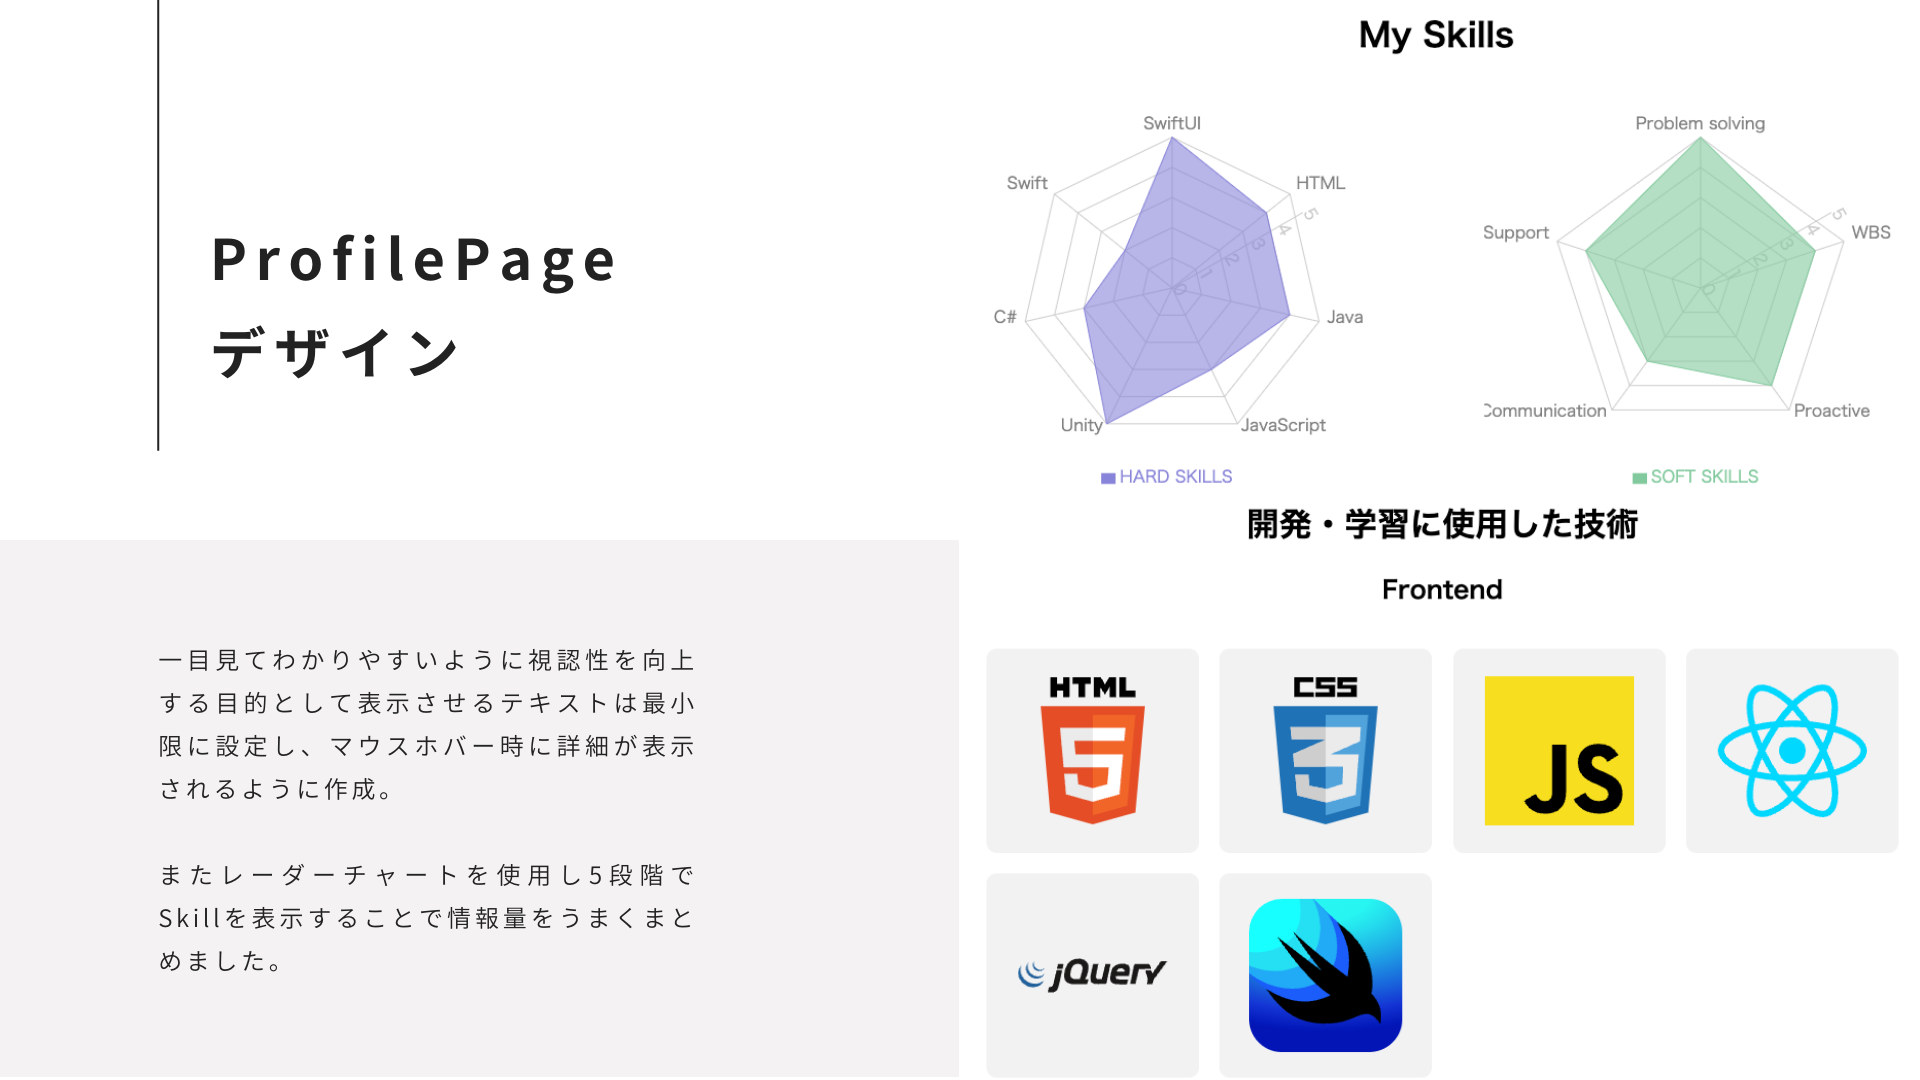 ProfilePage
デザイン
一目見てわかりやすいように視認性を向上
する目的として表示させるテキストは最小
限に設定し、マウスホバー時に詳細が表示
されるように作成。
またレーダーチャートを使用し5段階で
Skillを表示することで情報量をうまくまと
めました。
My Skills
SwiftUI
Swift
HTML
5
4
3
2
1
0
C#
Java
Unity
JavaScript
HARD SKILLS
Problem solving
Support
5
4
3
2
1
0
WBS
Communication
Proactive
SOFT SKILLS
開発・学習に使用した技術
Frontend
HTML
5
CSS
3
JS
jQuery